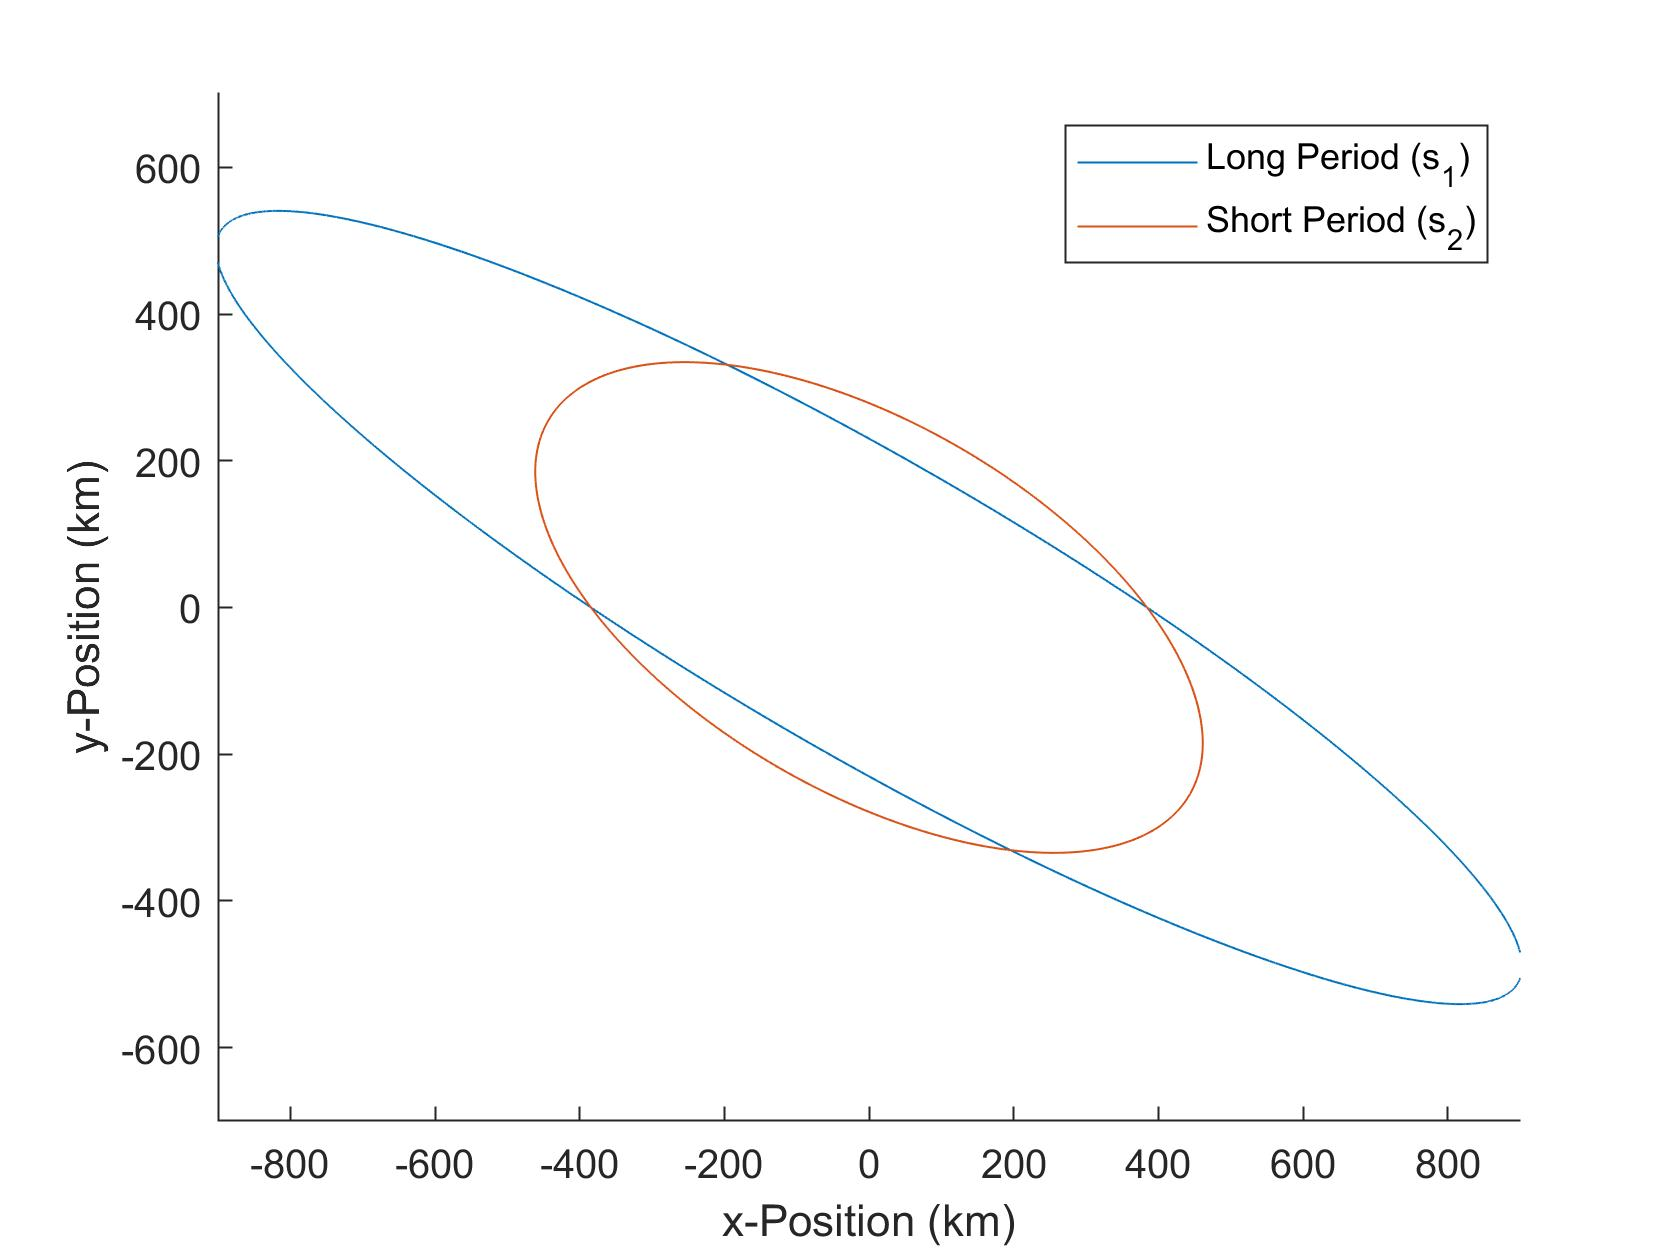 Long Period (s1)
Short Period (s2)
600
400
200
0
-200
-400
-600
y-Position (km)
-800 -600 -400 -200 0 200 400 600 800
x-Position (km)